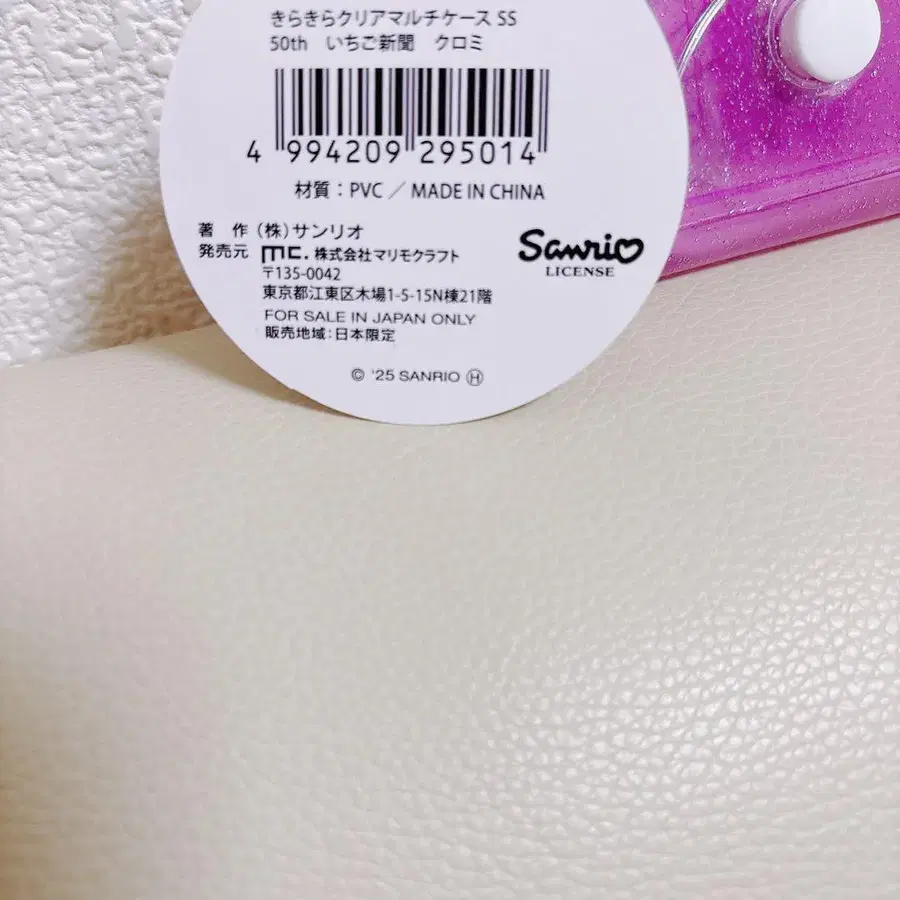 きらきらクリアマルチケース SS
50th いちご新聞 クロミ
4 994209 295014
材質：PVC／MADE IN CHINA
著 作 （株）サンリオ
発売元 mc. 株式会社マリモクラフト
〒135-0042
東京都江東区木場1-5-15N棟21階
FOR SALE IN JAPAN ONLY
販売地域：日本限定
Sanrio
LICENSE
© '25 SANRIO Ⓗ